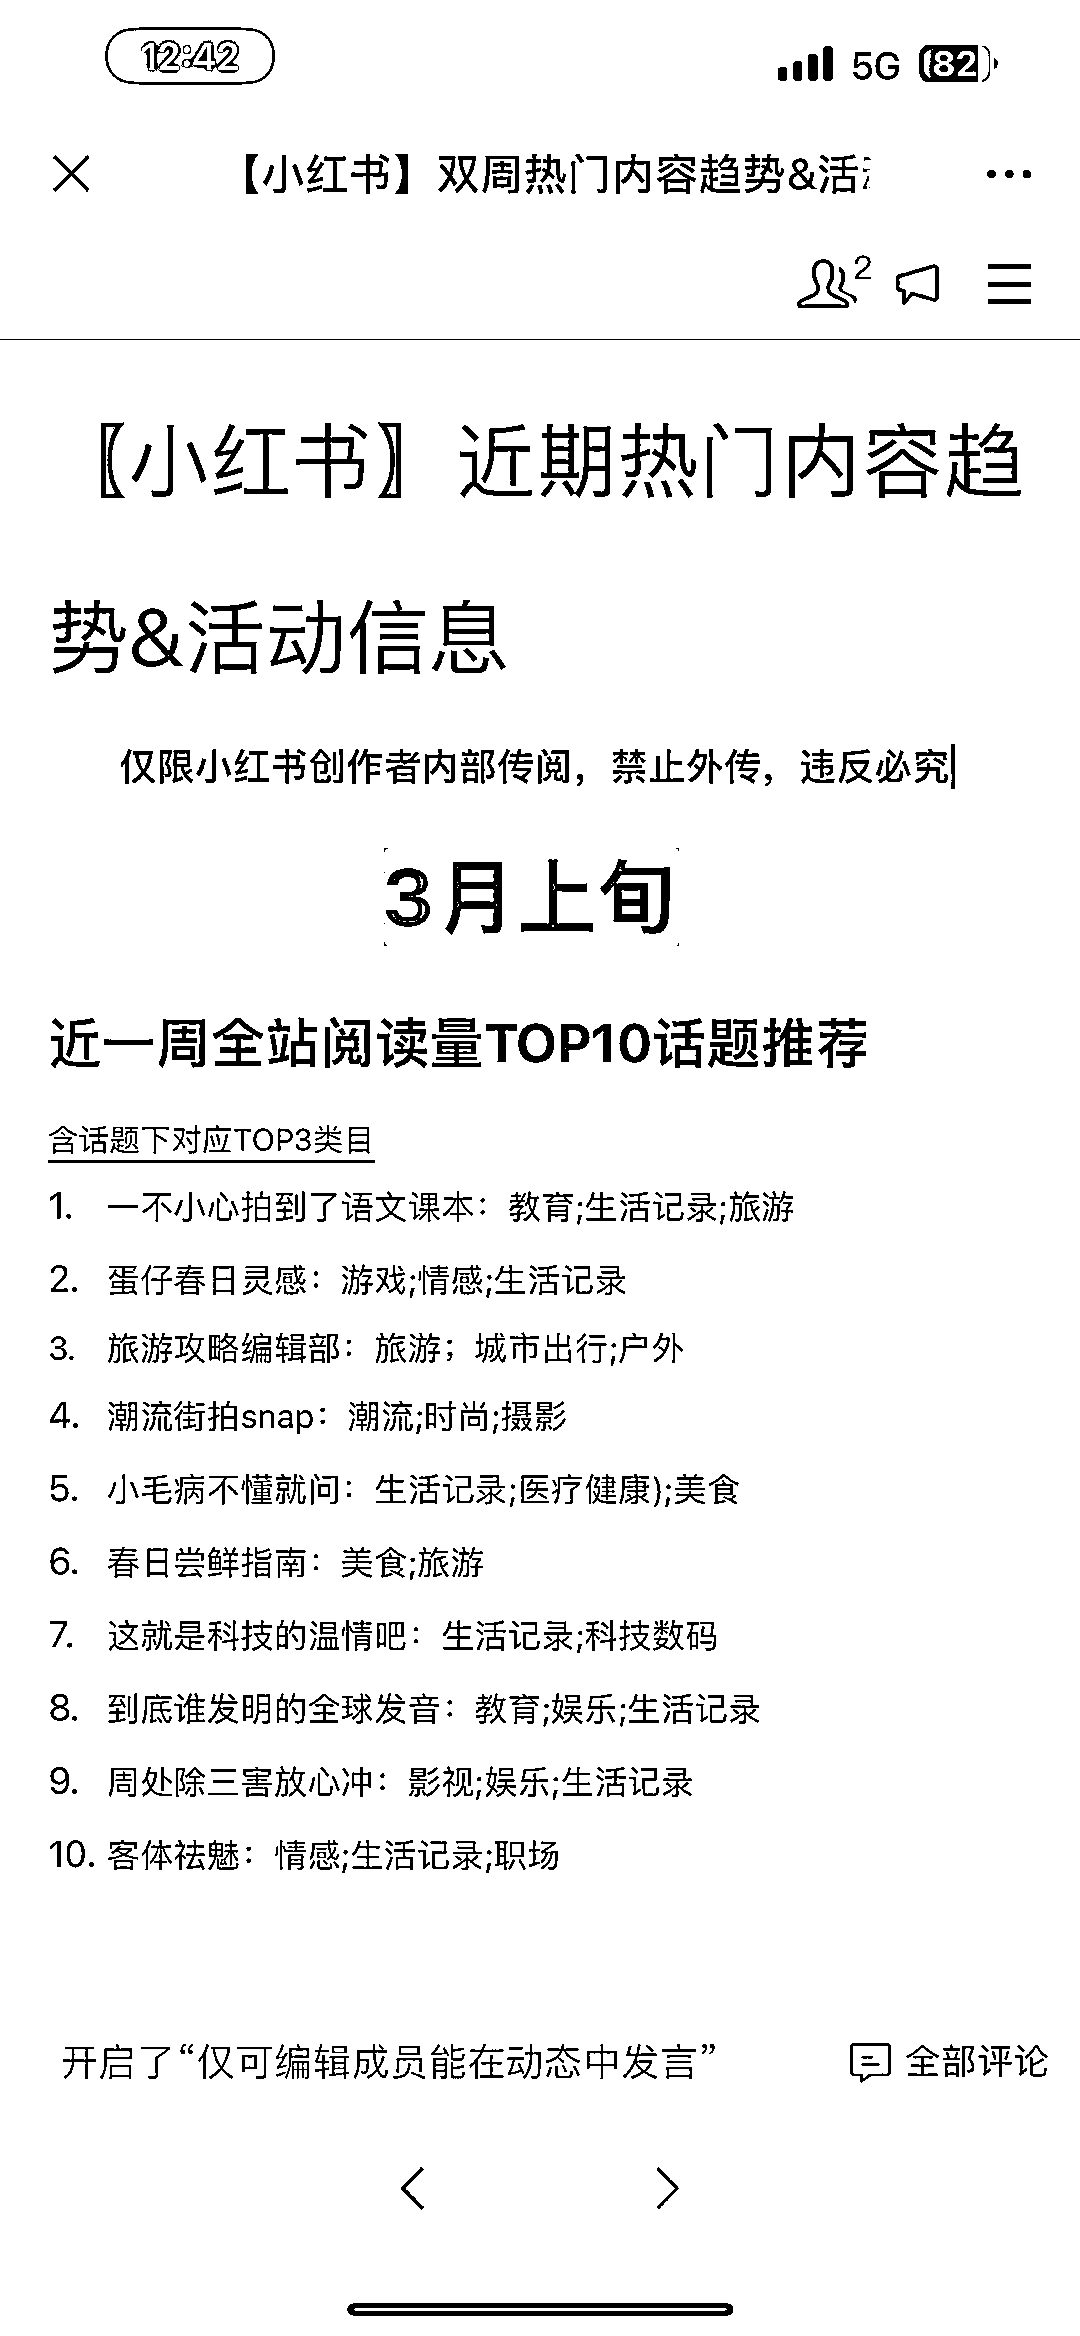 12:42
5G 82
【小红书】双周热门内容趋势&活
2
【小红书】近期热门内容趋
势&活动信息
仅限小红书创作者内部传阅，禁止外传，违反必究
3月上旬
近一周全站阅读量TOP10话题推荐
含话题下对应TOP3类目
1. 一不小心拍到了语文课本：教育;生活记录;旅游
2. 蛋仔春日灵感：游戏;情感;生活记录
3. 旅游攻略编辑部：旅游；城市出行;户外
4. 潮流街拍snap：潮流;时尚;摄影
5. 小毛病不懂就问：生活记录;医疗健康);美食
6. 春日尝鲜指南：美食;旅游
7. 这就是科技的温情吧：生活记录;科技数码
8. 到底谁发明的全球发音：教育;娱乐;生活记录
9. 周处除三害放心冲：影视;娱乐;生活记录
10. 客体祛魅：情感;生活记录;职场
开启了“仅可编辑成员能在动态中发言” 全部评论